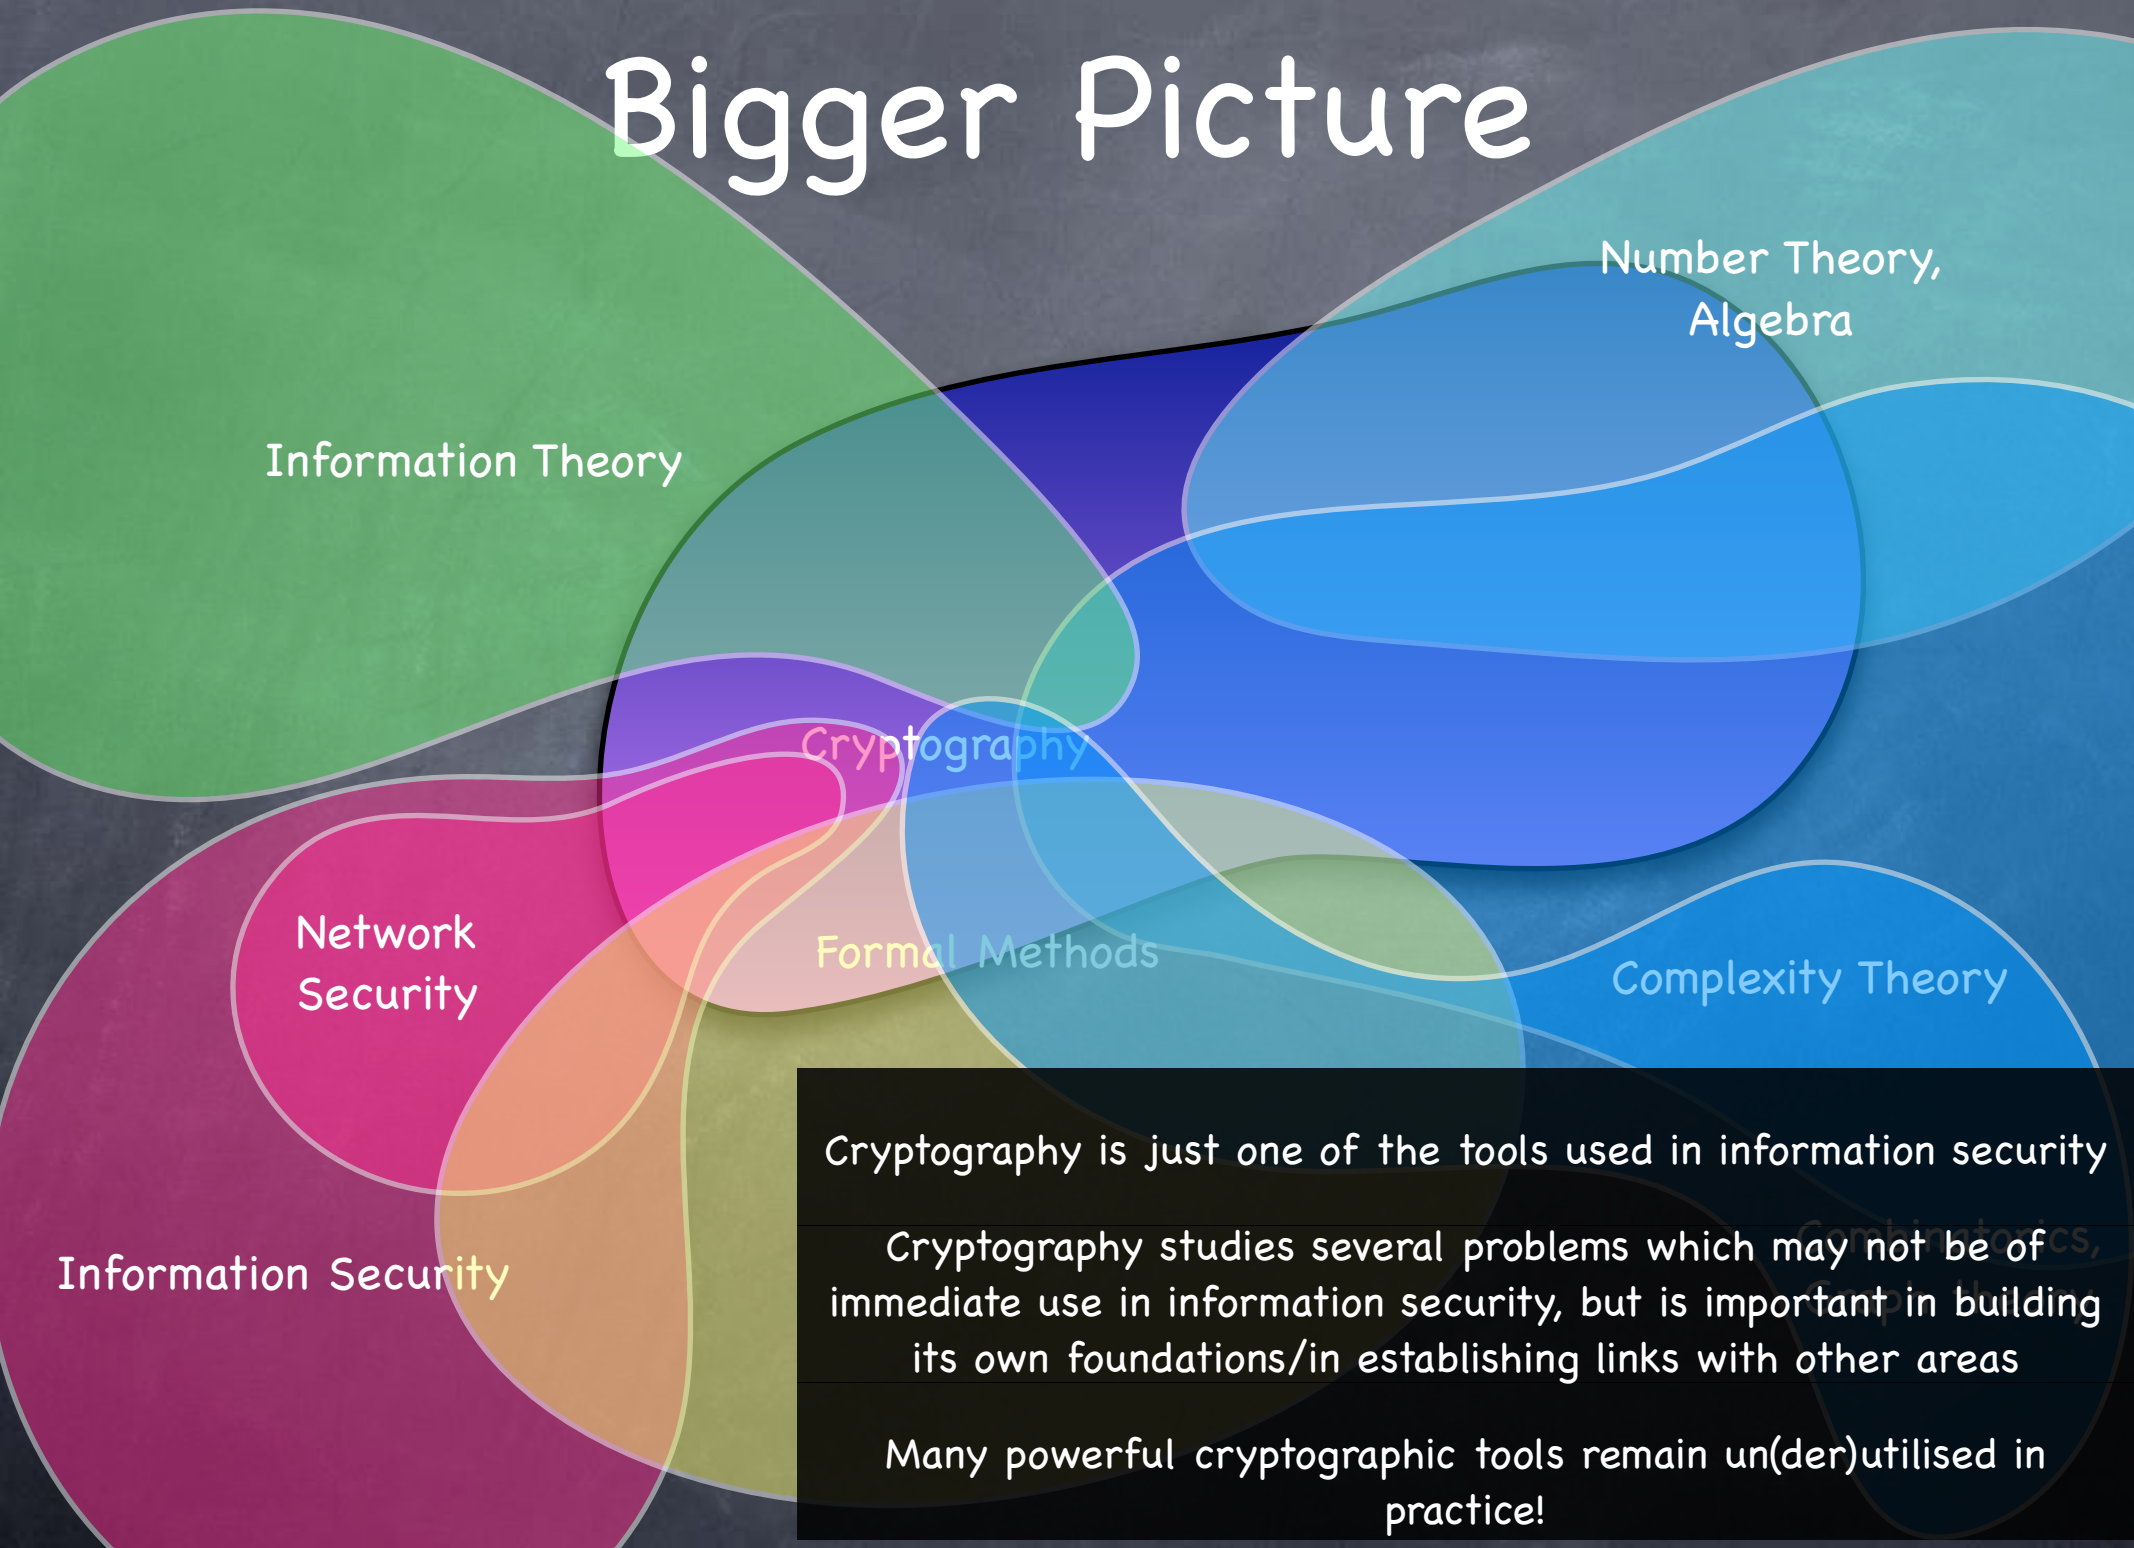 Bigger Picture
Number Theory,
Algebra
Information Theory
Cryptography
Network
Security
Formal Methods
Complexity Theory
Information Security
Combinatorics,
Graph theory
Cryptography is just one of the tools used in information security
Cryptography studies several problems which may not be of
immediate use in information security, but is important in building
its own foundations/in establishing links with other areas
Many powerful cryptographic tools remain un(der)utilised in
practice!